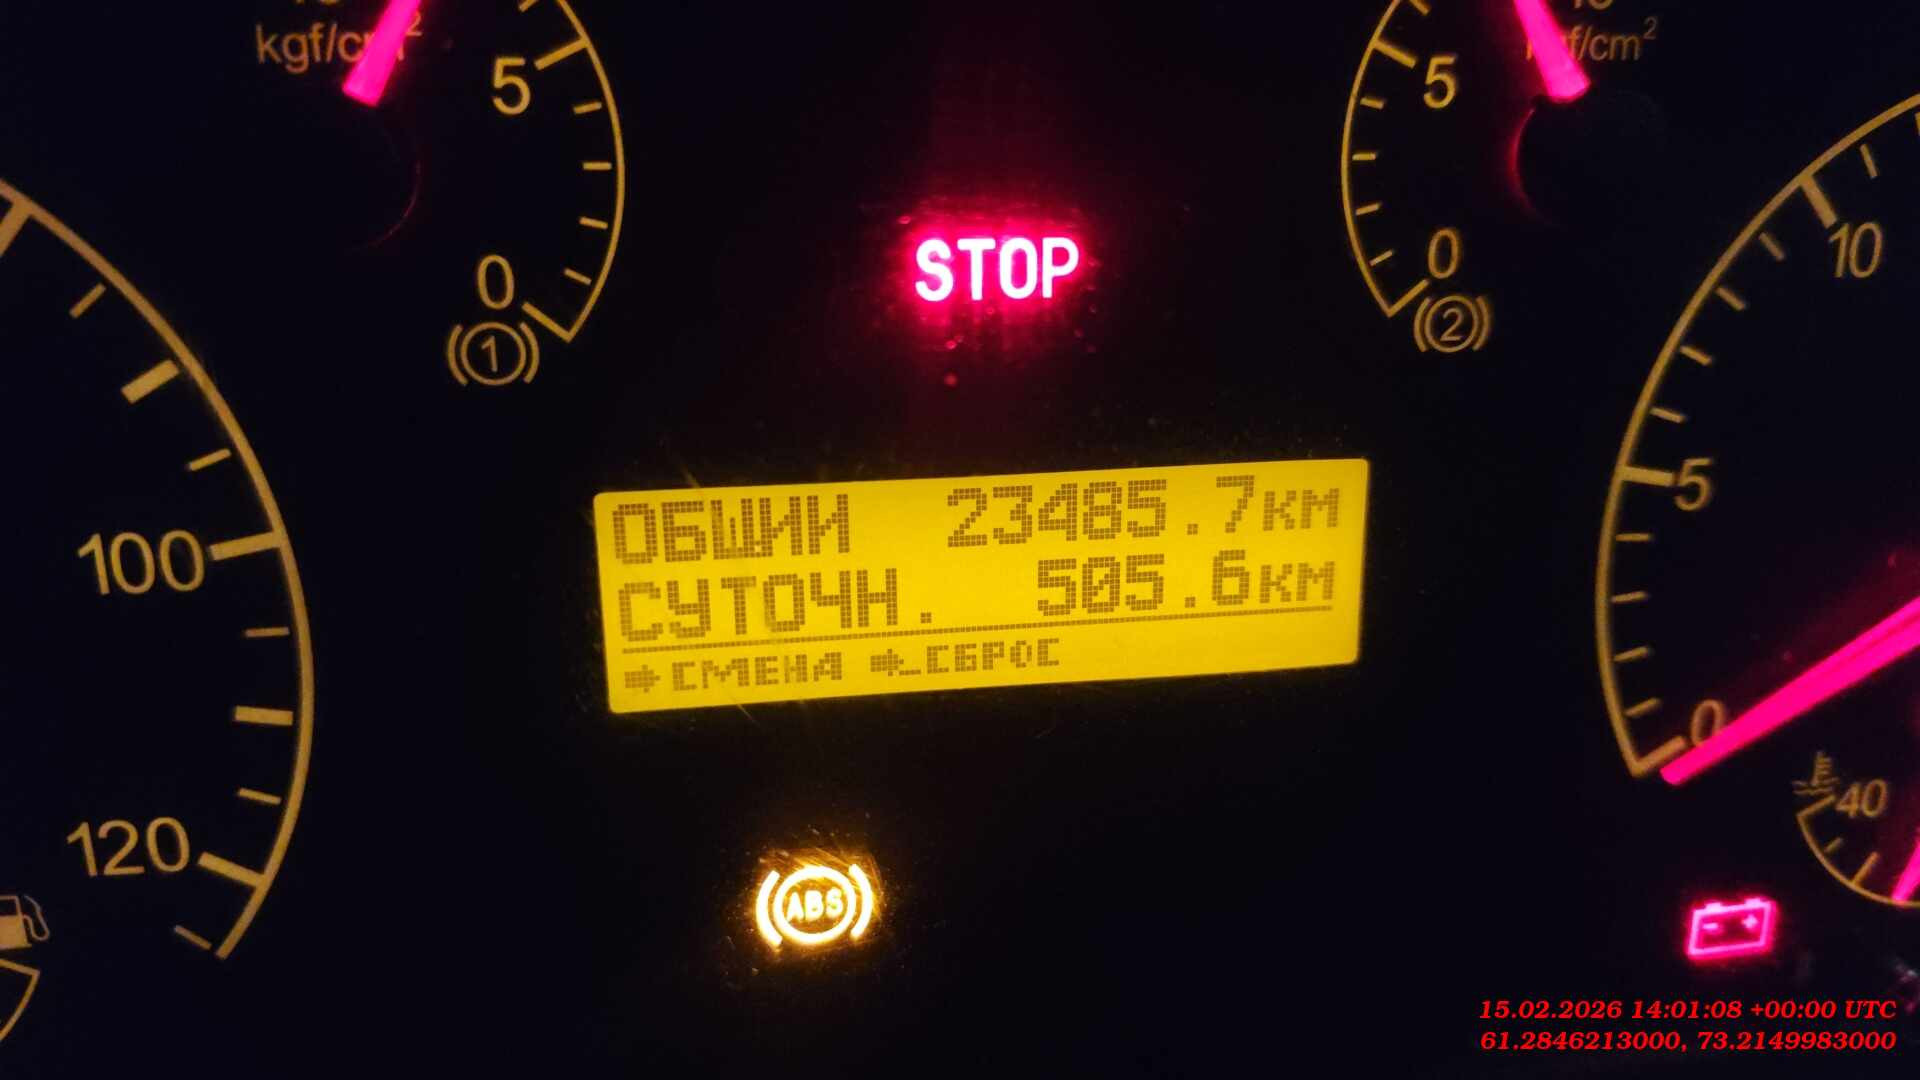 kgf/cm²
5
0
1
kgf/cm²
5
0
2
STOP
10
5
0
40
100
120
ОБЩИЙ 23485.7км
СУТОЧН. 505.6км
СМЕНА СБРОС
ABS
15.02.2026 14:01:08 +00:00 UTC
61.2846213000, 73.2149983000